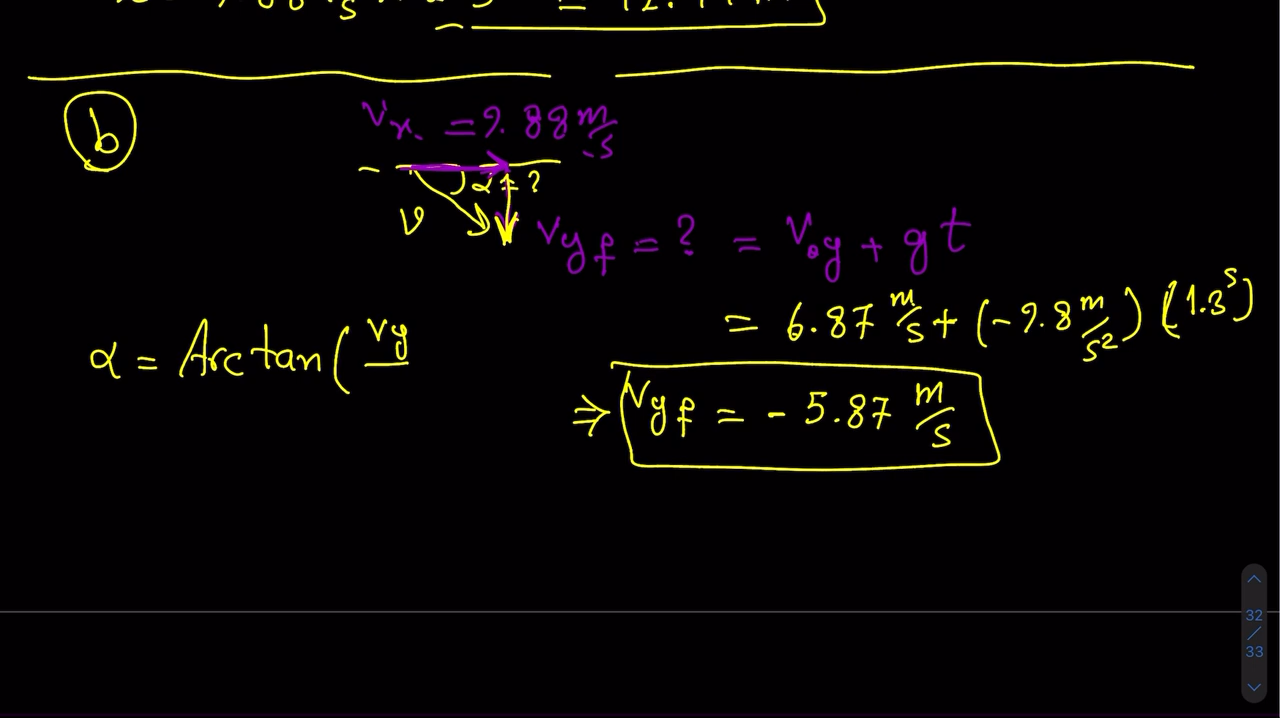 b
Vx = 9.88 m/s
α = ?
V
Vyf = ? = V₀y + gt
= 6.87 m/s + (-9.8 m/s²) (1.3 s)
α = Arctan( Vy
⇒ Vyf = - 5.87 m/s
32
/
33